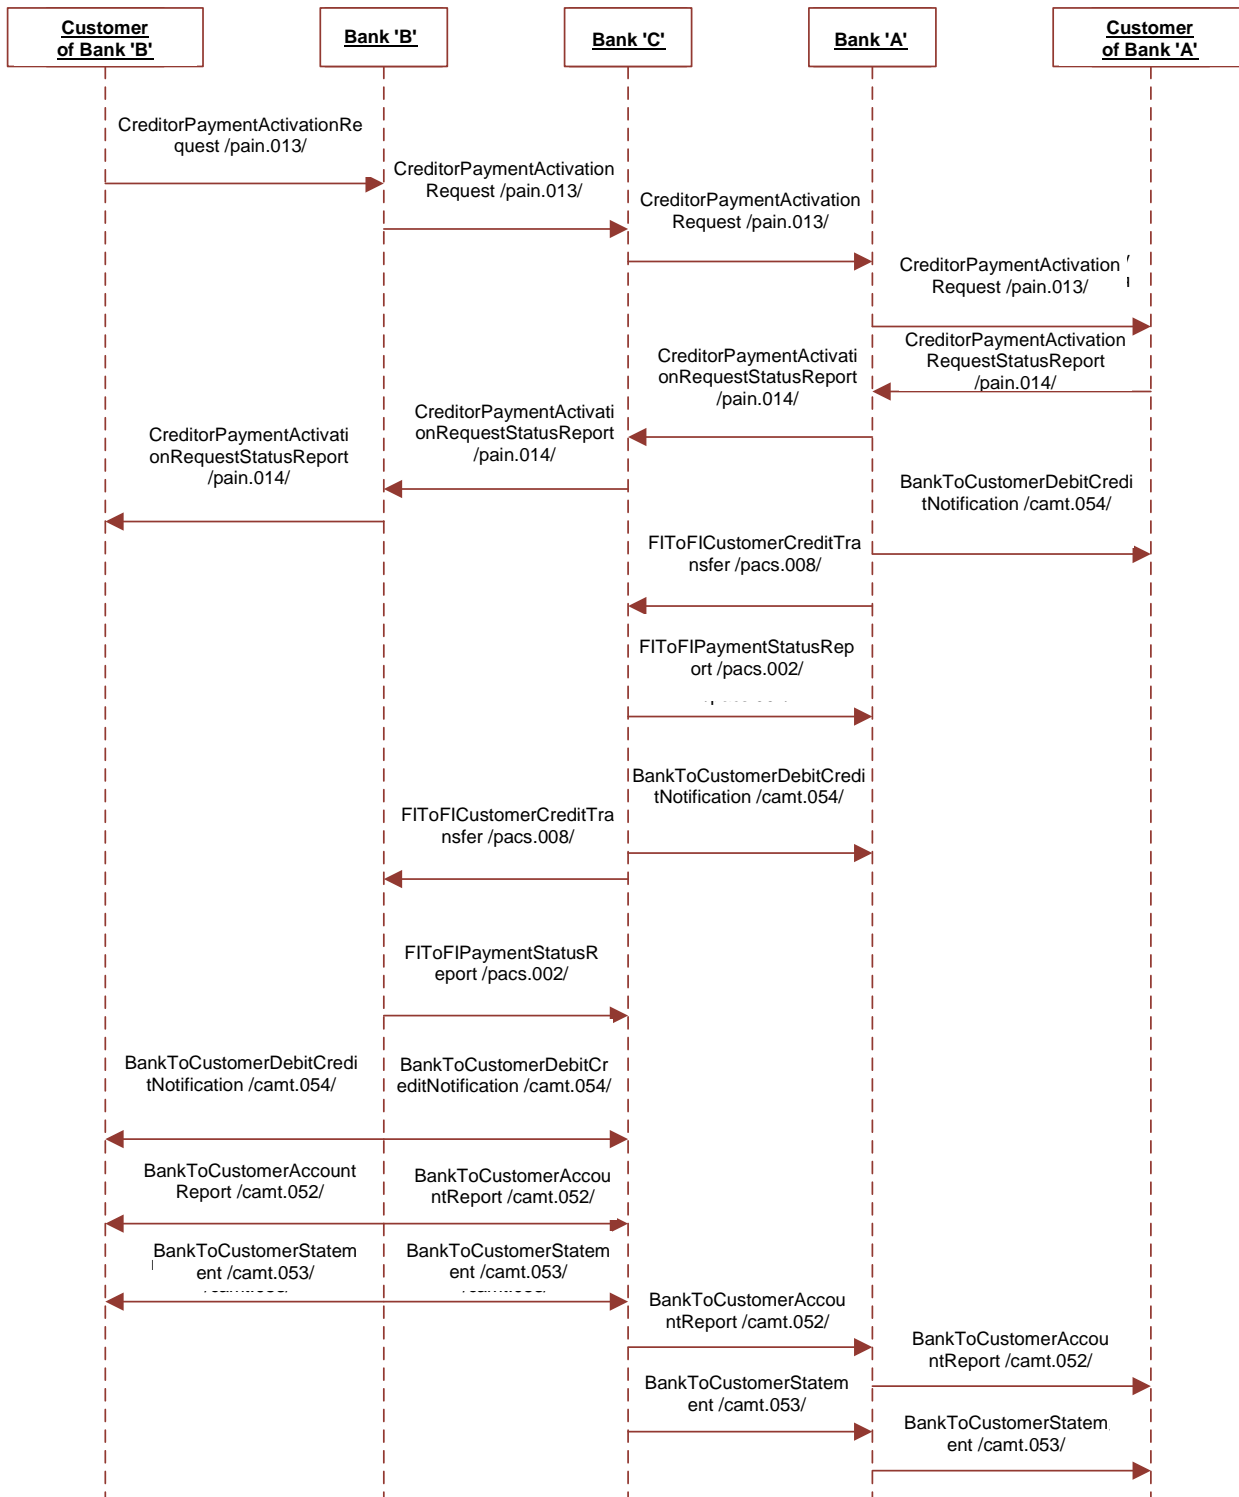 Customer
of Bank 'B'
Bank 'B'
Bank 'C'
Bank 'A'
Customer
of Bank 'A'
CreditorPaymentActivationRe
quest /pain.013/
CreditorPaymentActivation
Request /pain.013/
CreditorPaymentActivation
Request /pain.013/
CreditorPaymentActivation
Request /pain.013/
CreditorPaymentActivation
RequestStatusReport
/pain.014/
CreditorPaymentActivati
onRequestStatusReport
/pain.014/
CreditorPaymentActivati
onRequestStatusReport
/pain.014/
CreditorPaymentActivati
onRequestStatusReport
/pain.014/
BankToCustomerDebitCredi
tNotification /camt.054/
FIToFICustomerCreditTra
nsfer /pacs.008/
FIToFIPaymentStatusRep
ort /pacs.002/
BankToCustomerDebitCredi
tNotification /camt.054/
FIToFICustomerCreditTra
nsfer /pacs.008/
FIToFIPaymentStatusR
eport /pacs.002/
BankToCustomerDebitCredi
tNotification /camt.054/
BankToCustomerDebitCr
editNotification /camt.054/
BankToCustomerAccount
Report /camt.052/
BankToCustomerAccou
ntReport /camt.052/
BankToCustomerStatem
ent /camt.053/
BankToCustomerStatem
ent /camt.053/
BankToCustomerAccou
ntReport /camt.052/
BankToCustomerAccou
ntReport /camt.052/
BankToCustomerStatem
ent /camt.053/
BankToCustomerStatem
ent /camt.053/